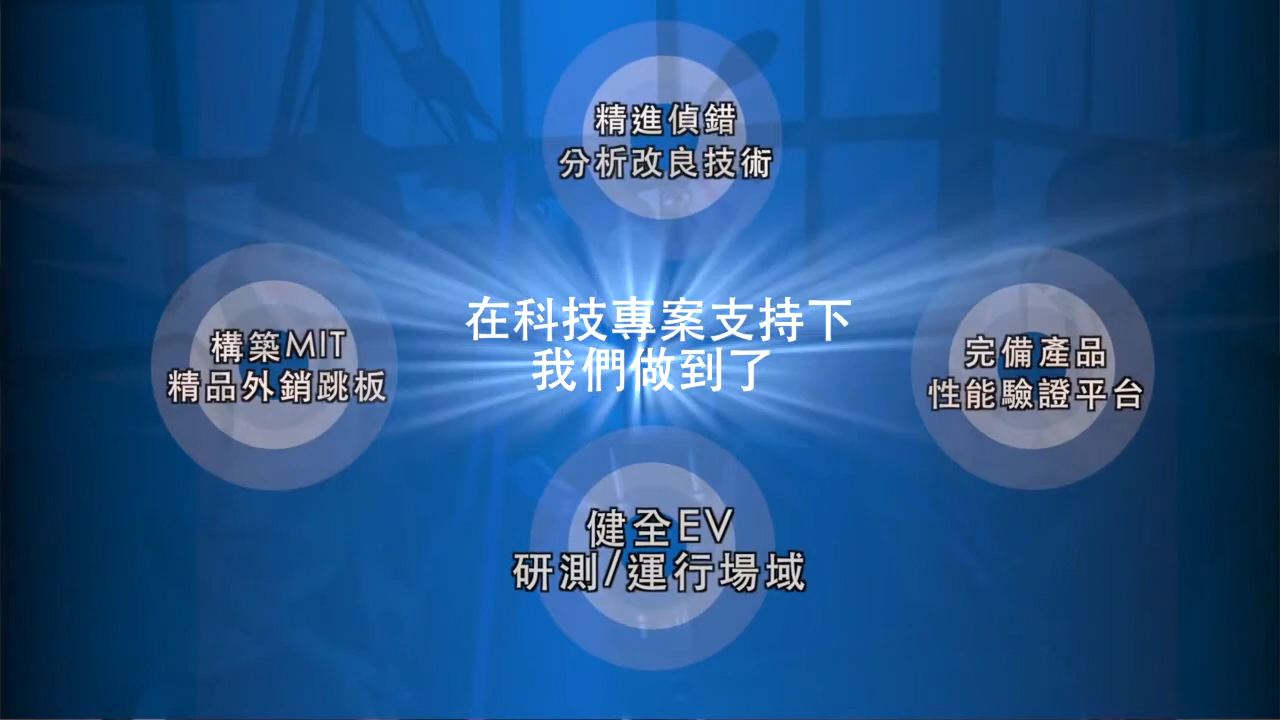 精進偵錯
分析改良技術
在科技專案支持下
我們做到了
構築MIT
精品外銷跳板
完備產品
性能驗證平台
健全EV
研測/運行場域